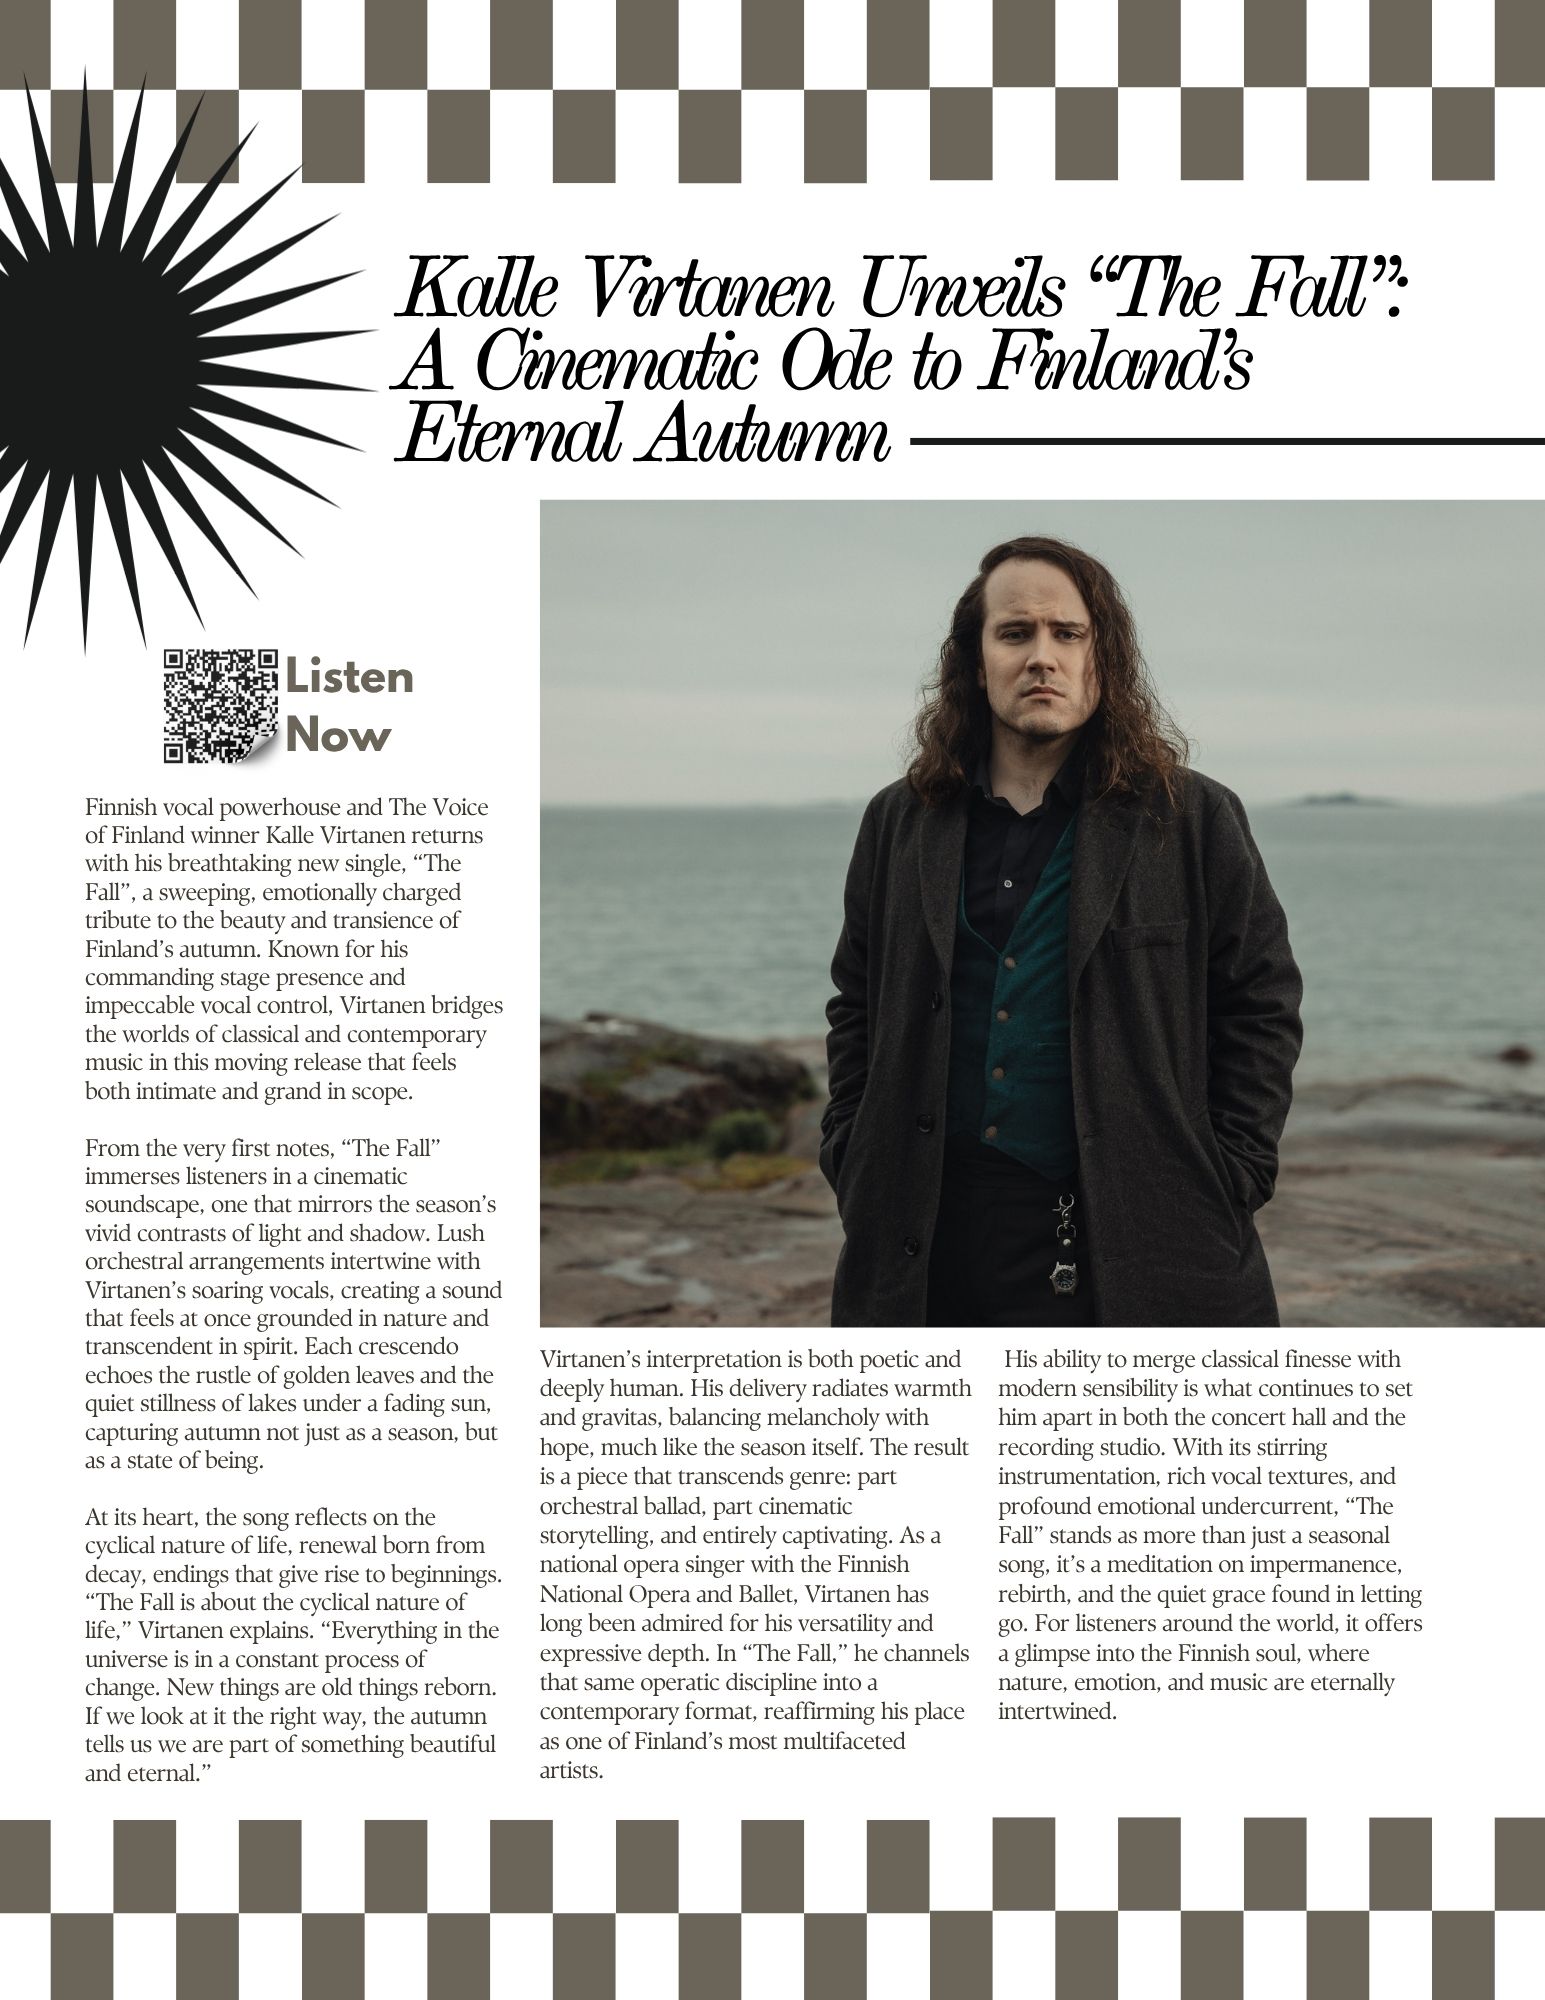 Kalle Virtanen Unveils “The Fall”:
A Cinematic Ode to Finland’s
Eternal Autumn
Listen
Now
Finnish vocal powerhouse and The Voice
of Finland winner Kalle Virtanen returns
with his breathtaking new single, “The
Fall”, a sweeping, emotionally charged
tribute to the beauty and transience of
Finland’s autumn. Known for his
commanding stage presence and
impeccable vocal control, Virtanen bridges
the worlds of classical and contemporary
music in this moving release that feels
both intimate and grand in scope.
From the very first notes, “The Fall”
immerses listeners in a cinematic
soundscape, one that mirrors the season’s
vivid contrasts of light and shadow. Lush
orchestral arrangements intertwine with
Virtanen’s soaring vocals, creating a sound
that feels at once grounded in nature and
transcendent in spirit. Each crescendo
echoes the rustle of golden leaves and the
quiet stillness of lakes under a fading sun,
capturing autumn not just as a season, but
as a state of being.
At its heart, the song reflects on the
cyclical nature of life, renewal born from
decay, endings that give rise to beginnings.
“The Fall is about the cyclical nature of
life,” Virtanen explains. “Everything in the
universe is in a constant process of
change. New things are old things reborn.
If we look at it the right way, the autumn
tells us we are part of something beautiful
and eternal.”
Virtanen’s interpretation is both poetic and
deeply human. His delivery radiates warmth
and gravitas, balancing melancholy with
hope, much like the season itself. The result
is a piece that transcends genre: part
orchestral ballad, part cinematic
storytelling, and entirely captivating. As a
national opera singer with the Finnish
National Opera and Ballet, Virtanen has
long been admired for his versatility and
expressive depth. In “The Fall,” he channels
that same operatic discipline into a
contemporary format, reaffirming his place
as one of Finland’s most multifaceted
artists.
His ability to merge classical finesse with
modern sensibility is what continues to set
him apart in both the concert hall and the
recording studio. With its stirring
instrumentation, rich vocal textures, and
profound emotional undercurrent, “The
Fall” stands as more than just a seasonal
song, it’s a meditation on impermanence,
rebirth, and the quiet grace found in letting
go. For listeners around the world, it offers
a glimpse into the Finnish soul, where
nature, emotion, and music are eternally
intertwined.